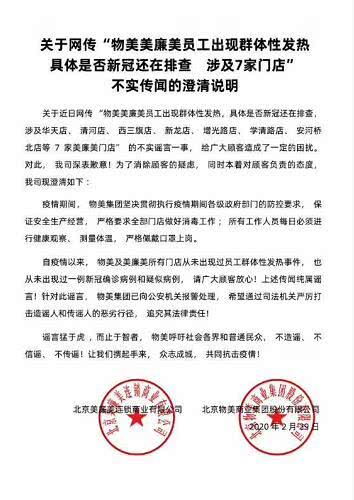 关于网传“物美美廉美员工出现群体性发热
具体是否新冠还在排查 涉及7家门店”
不实传闻的澄清说明
关于近日网传“物美美廉美员工出现群体性发热，具体是否新冠还在排查，
涉及华天店、清河店、西三旗店、新龙店、增光路店、学清路店、安河桥
北店等 7 家美廉美门店” 的不实谣言一事，给广大顾客造成了一定的困扰。
对此，我司深表歉意！为了消除顾客的疑虑，同时本着对顾客负责的态度，
我司现澄清如下：
疫情期间，物美集团坚决贯彻执行疫情期间各级政府部门的防控要求，保
证安全生产经营，严格要求全部门店做好消毒工作；所有工作人员每日必须进
行健康观察、测量体温，严格佩戴口罩上岗。
自疫情以来，物美及美廉美所有门店从未出现过员工群体性发热事件，也
从未出现过一例新冠确诊病例和疑似病例，请广大顾客放心！上述传闻纯属谣
言！针对此谣言，物美集团已向公安机关报警处理，希望通过司法机关严厉打
击造谣人和传谣人的恶劣行径，追究其法律责任！
谣言猛于虎，而止于智者，物美呼吁社会各界和普通民众，不造谣、不
信谣、不传谣！让我们携起手来，众志成城，共同抗击疫情！
北京美廉美连锁商业有限公司 北京物美商业集团股份有限公司
2020 年 2 月 29 日